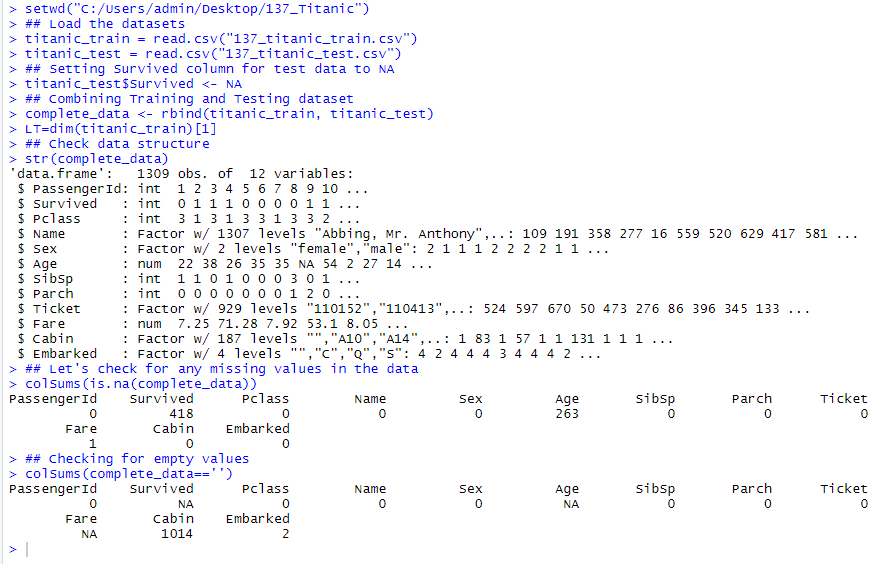 > setwd("C:/Users/admin/Desktop/137_Titanic")
> ## Load the datasets
> titanic_train = read.csv("137_titanic_train.csv")
> titanic_test = read.csv("137_titanic_test.csv")
> ## Setting Survived column for test data to NA
> titanic_test$Survived <- NA
> ## Combining Training and Testing dataset
> complete_data <- rbind(titanic_train, titanic_test)
> LT=dim(titanic_train)[1]
> ## Check data structure
> str(complete_data)
'data.frame':   1309 obs. of  12 variables:
 $ PassengerId: int  1 2 3 4 5 6 7 8 9 10 ...
 $ Survived   : int  0 1 1 1 0 0 0 0 1 1 ...
 $ Pclass     : int  3 1 3 1 3 3 1 3 3 2 ...
 $ Name       : Factor w/ 1307 levels "Abbing, Mr. Anthony",..: 109 191 358 277 16 559 520 629 417 581 ...
 $ Sex        : Factor w/ 2 levels "female","male": 2 1 1 1 2 2 2 2 1 1 ...
 $ Age        : num  22 38 26 35 35 NA 54 2 27 14 ...
 $ SibSp      : int  1 1 0 1 0 0 0 3 0 1 ...
 $ Parch      : int  0 0 0 0 0 0 0 1 2 0 ...
 $ Ticket     : Factor w/ 929 levels "110152","110413",..: 524 597 670 50 473 276 86 396 345 133 ...
 $ Fare       : num  7.25 71.28 7.92 53.1 8.05 ...
 $ Cabin      : Factor w/ 187 levels "","A10","A14",..: 1 83 1 57 1 1 131 1 1 1 ...
 $ Embarked   : Factor w/ 4 levels "","C","Q","S": 4 2 4 4 4 3 4 4 4 2 ...
> ## Let's check for any missing values in the data
> colSums(is.na(complete_data))
PassengerId    Survived      Pclass        Name         Sex         Age       SibSp       Parch      Ticket
          0         418           0           0           0         263           0           0           0
       Fare       Cabin    Embarked
          1           0           0
> ## Checking for empty values
> colSums(complete_data=='')
PassengerId    Survived      Pclass        Name         Sex         Age       SibSp       Parch      Ticket
          0          NA           0           0           0          NA           0           0           0
       Fare       Cabin    Embarked
         NA        1014           2
>